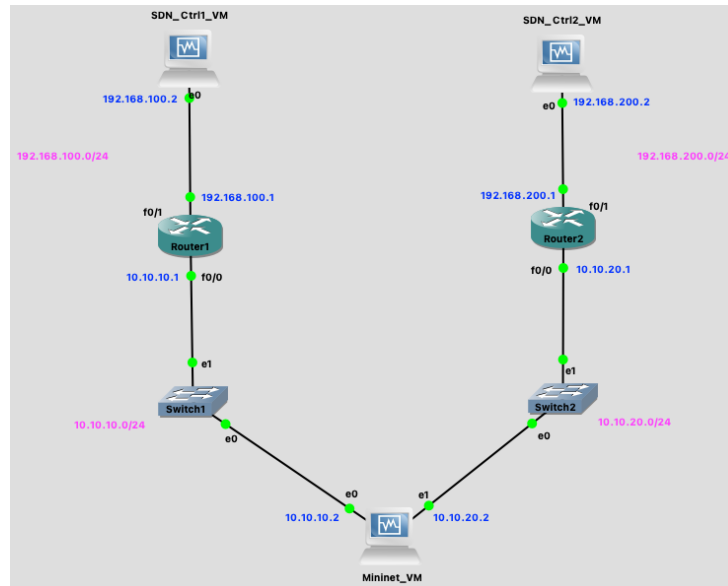 SDN_Ctrl1_VM
SDN_Ctrl2_VM
192.168.100.2
e0
e0
192.168.200.2
192.168.100.0/24
192.168.200.0/24
192.168.100.1
192.168.200.1
f0/1
f0/1
Router1
Router2
10.10.10.1
f0/0
f0/0
10.10.20.1
e1
e1
Switch1
Switch2
10.10.10.0/24
10.10.20.0/24
e0
e0
e0
e1
10.10.10.2
10.10.20.2
Mininet_VM